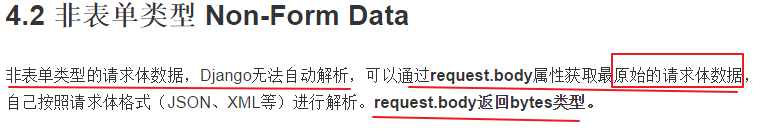 4.2 非表单类型 Non-Form Data
非表单类型的请求体数据，Django无法自动解析，可以通过request.body属性获取最原始的请求体数据，
自己按照请求体格式（JSON、XML等）进行解析。request.body返回bytes类型。